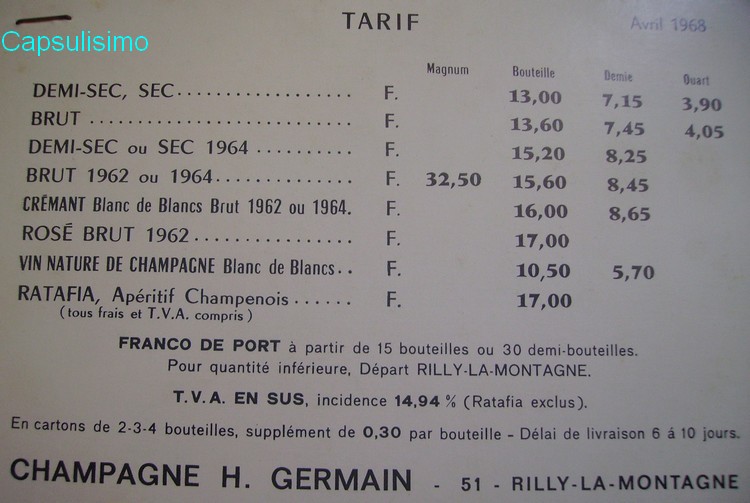 TARIF
Avril 1968
Capsulisimo
Magnum Bouteille Demie Quart
DEMI-SEC, SEC.................. F. 13,00 7,15 3,90
BRUT .......................... F. 13,60 7,45 4,05
DEMI-SEC ou SEC 1964 .......... F. 15,20 8,25
BRUT 1962 ou 1964.............. F. 32,50 15,60 8,45
CRÉMANT Blanc de Blancs Brut 1962 ou 1964. F. 16,00 8,65
ROSÉ BRUT 1962................. F. 17,00
VIN NATURE DE CHAMPAGNE Blanc de Blancs.. F. 10,50 5,70
RATAFIA, Apéritif Champenois...... F. 17,00
(tous frais et T.V.A. compris)
FRANCO DE PORT à partir de 15 bouteilles ou 30 demi-bouteilles.
Pour quantité inférieure, Départ RILLY-LA-MONTAGNE.
T.V.A. EN SUS, incidence 14,94 % (Ratafia exclus).
En cartons de 2-3-4 bouteilles, supplément de 0,30 par bouteille - Délai de livraison 6 à 10 jours.
CHAMPAGNE H. GERMAIN - 51 - RILLY-LA-MONTAGNE